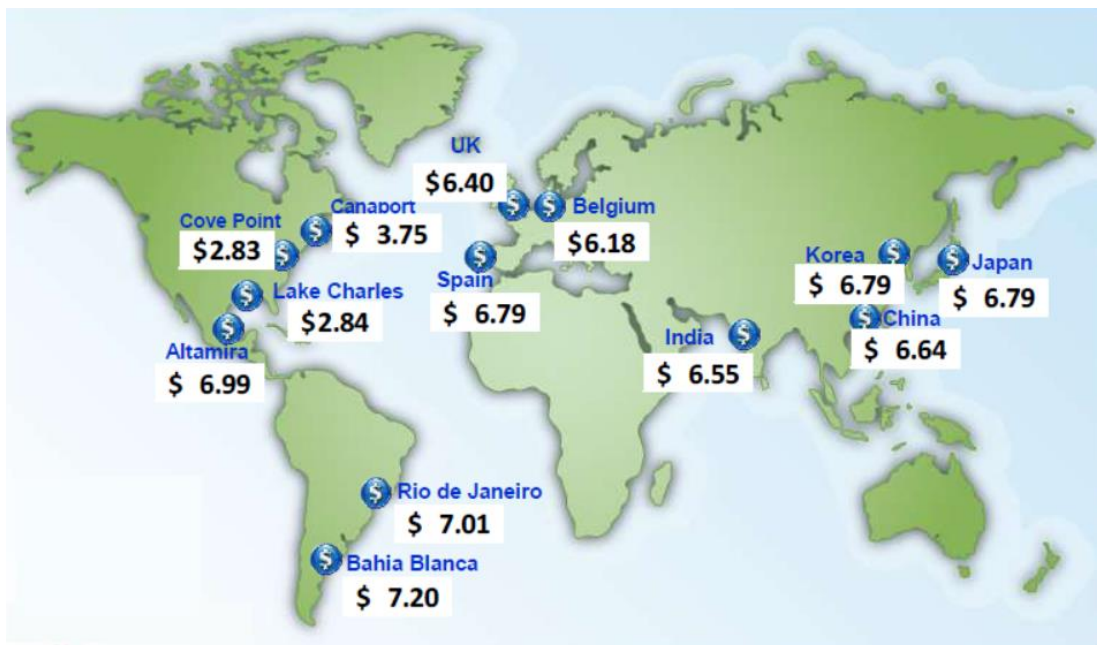 UK
$6.40
Belgium
$6.18
Canaport
$ 3.75
Cove Point
$2.83
Lake Charles
$2.84
Altamira
$ 6.99
Spain
$ 6.79
Korea
$ 6.79
Japan
$ 6.79
China
$ 6.64
India
$ 6.55
Rio de Janeiro
$ 7.01
Bahia Blanca
$ 7.20